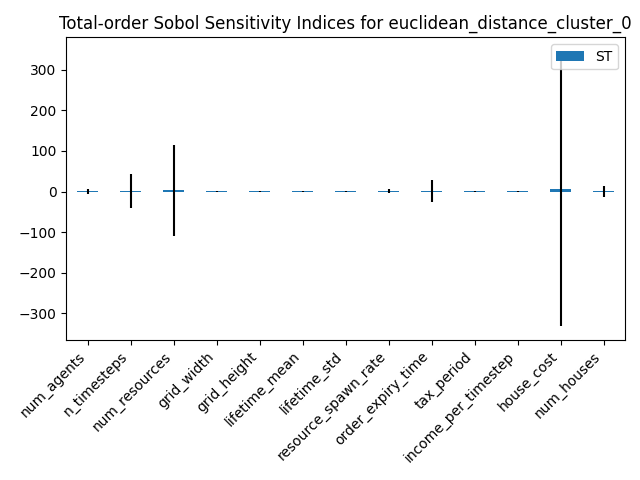 Total-order Sobol Sensitivity Indices for euclidean_distance_cluster_0
ST
300
200
100
0
−100
−200
−300
num_agents
n_timesteps
num_resources
grid_width
grid_height
lifetime_mean
lifetime_std
resource_spawn_rate
order_expiry_time
tax_period
income_per_timestep
house_cost
num_houses